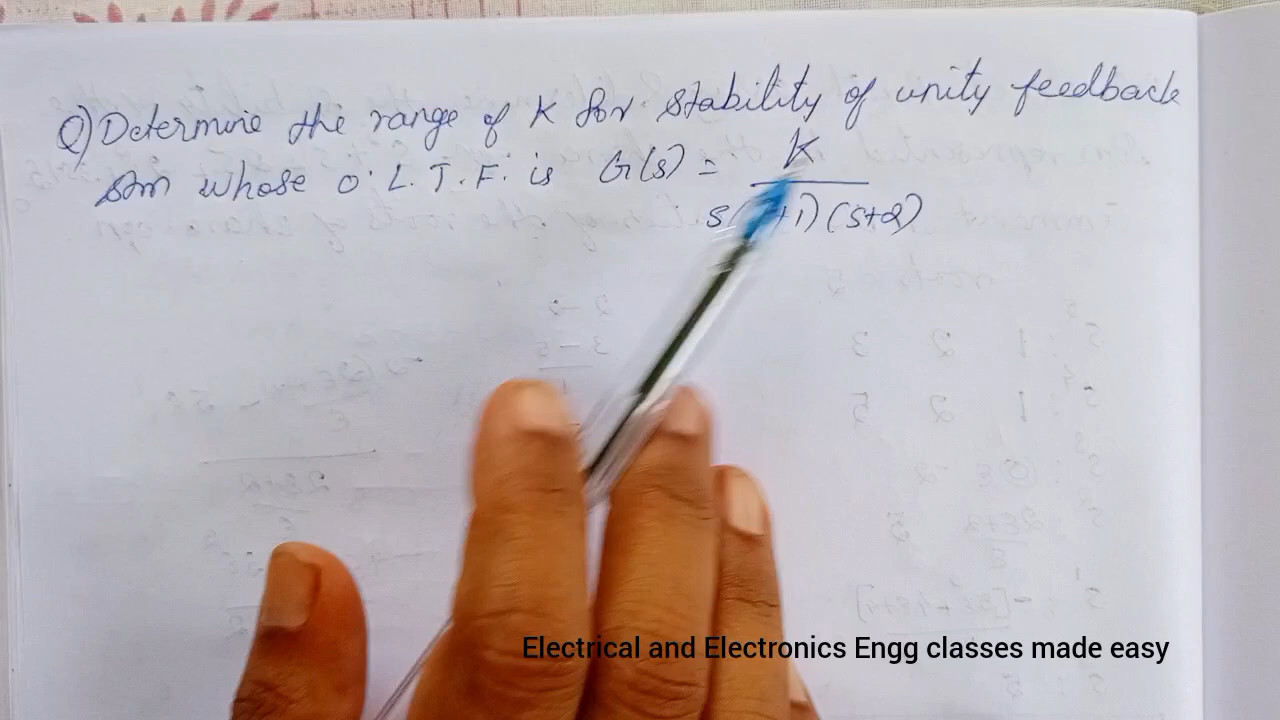 Q) Determine the range of K for stability of unity feedback
s/m whose O.L.T.F. is G(s) = K
s( +1)(s+2)
Electrical and Electronics Engg classes made easy